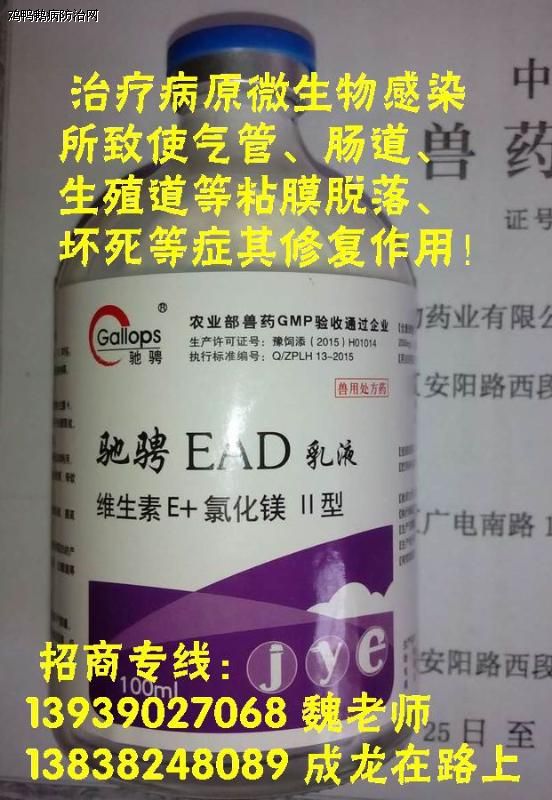 鸡鸭鹅病防治网
治疗病原微生物感染
所致使气管、肠道、
生殖道等粘膜脱落、
坏死等症其修复作用!
中
兽药
证号
物药业有限公
安阳路西段
广电南路
安阳路西段
25日至
Gallops
®
驰骋
农业部兽药GMP验收通过企业
生产许可证号:豫饲添(2015)H01014
执行标准编号:Q/ZPLH 13-2015
兽用处方药
驰骋 EAD 乳液
维生素E+氯化镁 II型
j y e
100ml
招商专线:
13939027068 魏老师
13838248089 成龙在路上